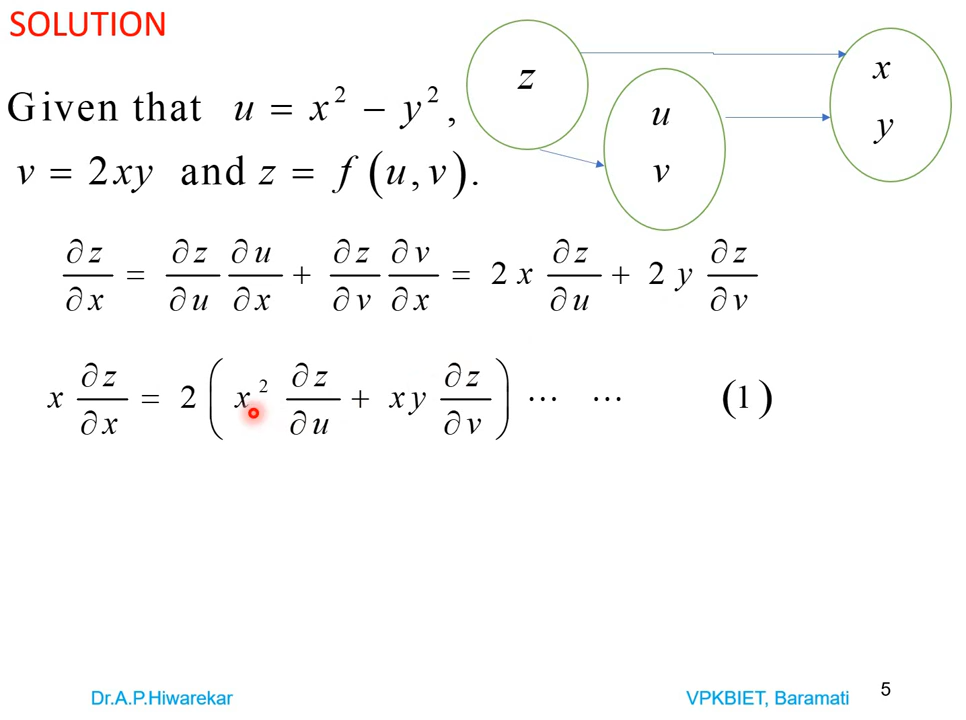 SOLUTION
z
x
y
u
v
Given that u = x² − y²,
v = 2xy and z = f (u, v).
∂z/∂x = ∂z/∂u ∂u/∂x + ∂z/∂v ∂v/∂x = 2x ∂z/∂u + 2y ∂z/∂v
x ∂z/∂x = 2 ( x² ∂z/∂u + xy ∂z/∂v ) ⋯ ⋯ (1)
Dr.A.P.Hiwarekar
VPKBIET, Baramati
5